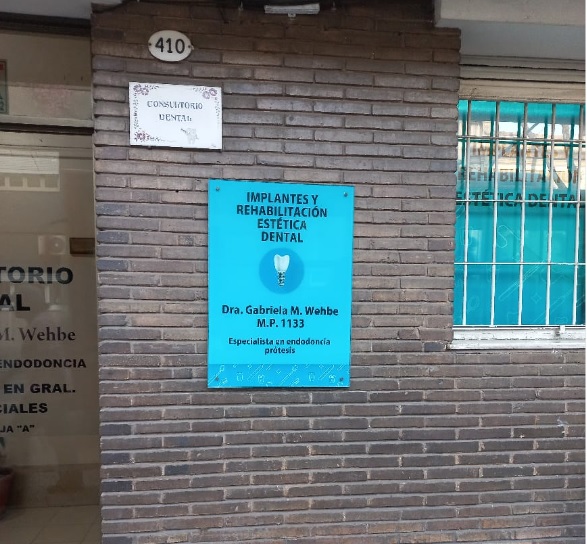 410
CONSULTORIO
DENTAL
IMPLANTES Y
REHABILITACIÓN
ESTÉTICA
DENTAL
Dra. Gabriela M. Wehbe
M.P. 1133
Especialista en endodoncia
prótesis
TORIO
AL
M. Wehbe
ENDODONCIA
EN GRAL.
CIALES
JA "A"
ESTÉTICA DENTAL